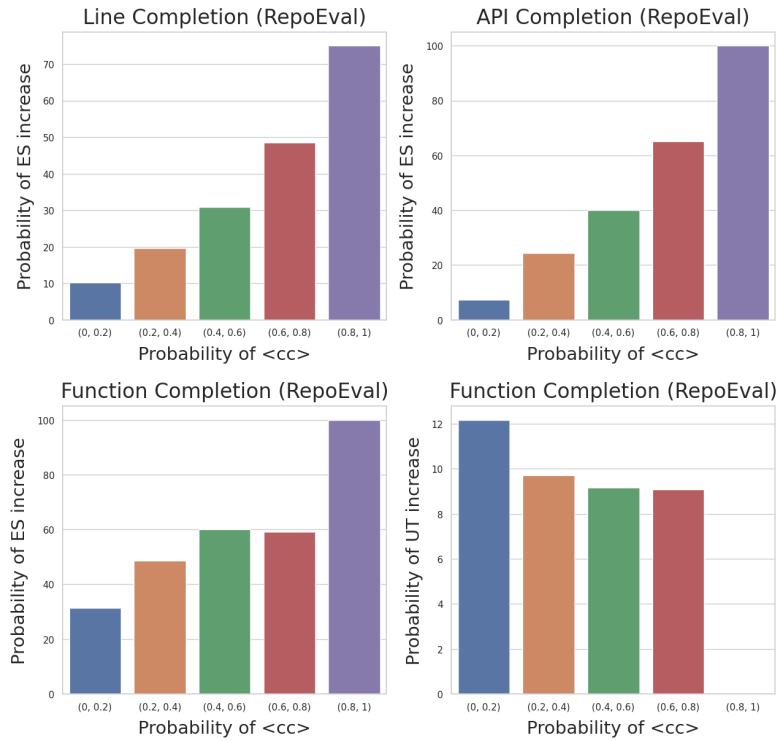 Line Completion (RepoEval)
Probability of ES increase
70
60
50
40
30
20
10
0
(0, 0.2) (0.2, 0.4) (0.4, 0.6) (0.6, 0.8) (0.8, 1)
Probability of <cc>
API Completion (RepoEval)
Probability of ES increase
100
80
60
40
20
0
(0, 0.2) (0.2, 0.4) (0.4, 0.6) (0.6, 0.8) (0.8, 1)
Probability of <cc>
Function Completion (RepoEval)
Probability of ES increase
100
80
60
40
20
0
(0, 0.2) (0.2, 0.4) (0.4, 0.6) (0.6, 0.8) (0.8, 1)
Probability of <cc>
Function Completion (RepoEval)
Probability of UT increase
12
10
8
6
4
2
0
(0, 0.2) (0.2, 0.4) (0.4, 0.6) (0.6, 0.8) (0.8, 1)
Probability of <cc>